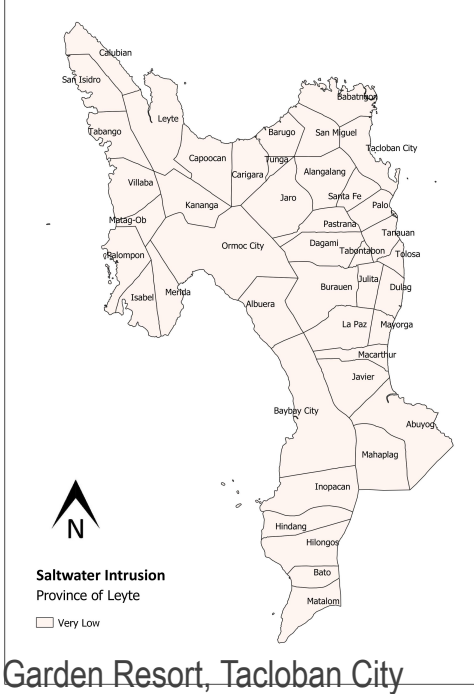 Calubian
San Isidro
Babatngon
Leyte
Tabango
Barugo
San Miguel
Tacloban City
Capoocan
Tunga
Carigara
Alangalang
Villaba
Jaro
Santa Fe
Kananga
Palo
Matag-Ob
Pastrana
Tanauan
Ormoc City
Dagami
Tabontabon
Tolosa
Palompon
Julita
Burauen
Dulag
Merida
Isabel
Albuera
La Paz
Mayorga
Macarthur
Javier
Baybay City
Abuyog
Mahaplag
Inopacan
Hindang
Hilongos
Bato
Matalom
N
Saltwater Intrusion
Province of Leyte
Very Low
Garden Resort, Tacloban City